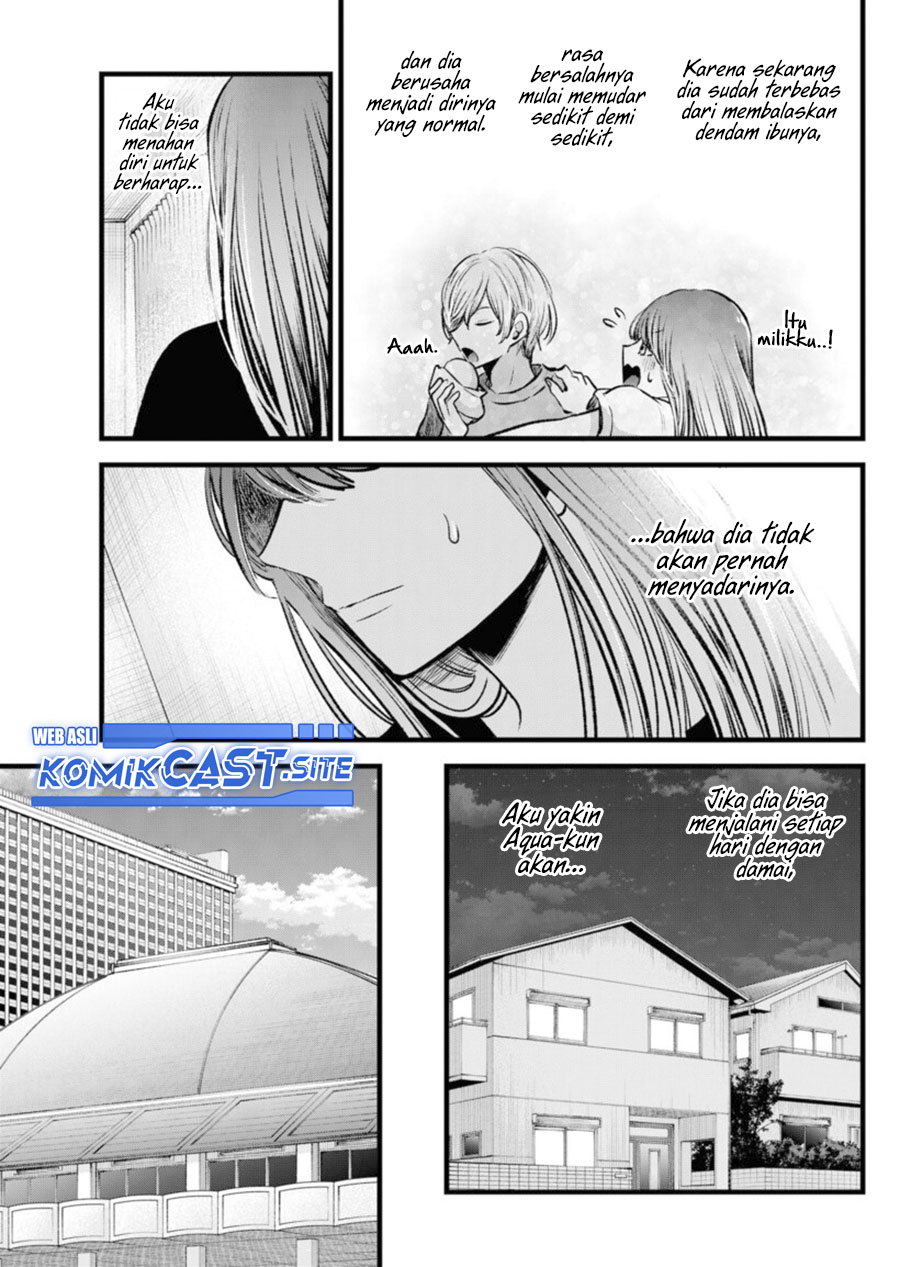 Karena sekarang
dia sudah terbebas
dari membalaskan
dendam ibunya,
rasa
bersalahnya
mulai memudar
sedikit demi
sedikit,
dan dia
berusaha
menjadi dirinya
yang normal.
Itu
milikku..!
Aaah.
Aku
tidak bisa
menahan
diri untuk
berharap...
...bahwa dia tidak
akan pernah
menyadarinya.
Jika dia bisa
menjalani setiap
hari dengan
damai,
Aku yakin
Aqua-kun
akan...
WEB ASLI
KOMIKCAST.SITE